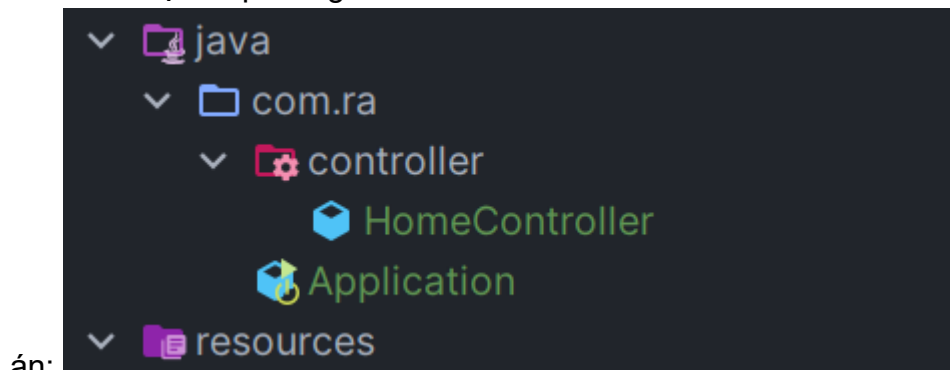 java
com.ra
controller
HomeController
Application
resources
án: